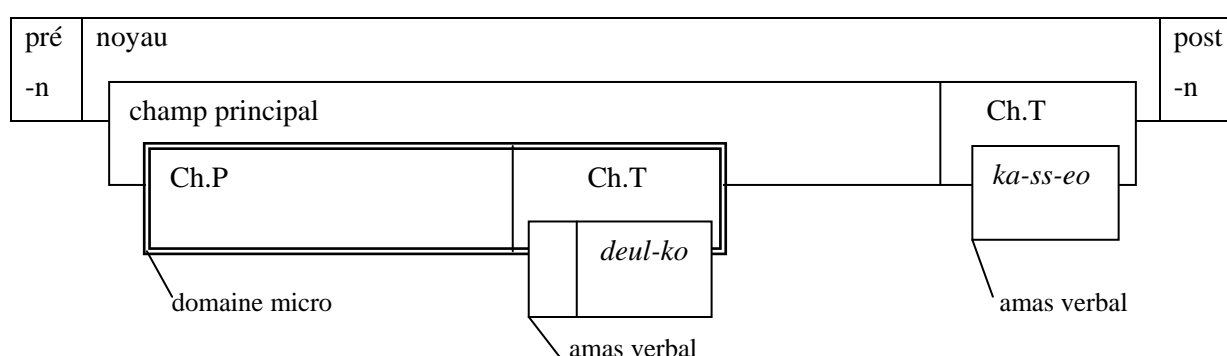 pré noyau post
-n -n
champ principal Ch.T
Ch.P Ch.T ka-ss-eo
deul-ko
domaine micro amas verbal
amas verbal